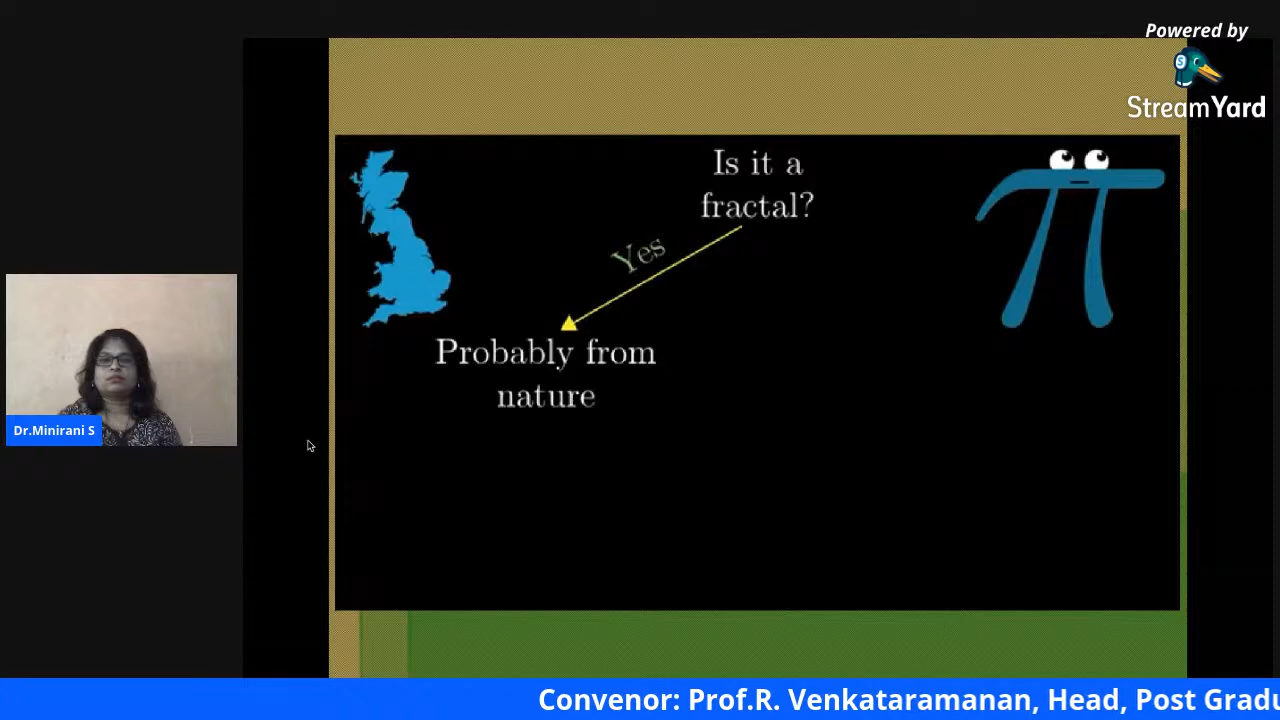 Powered by
StreamYard
Is it a
fractal?
Yes
Probably from
nature
Dr.Minirani S
Convenor: Prof.R. Venkataramanan, Head, Post Gradu